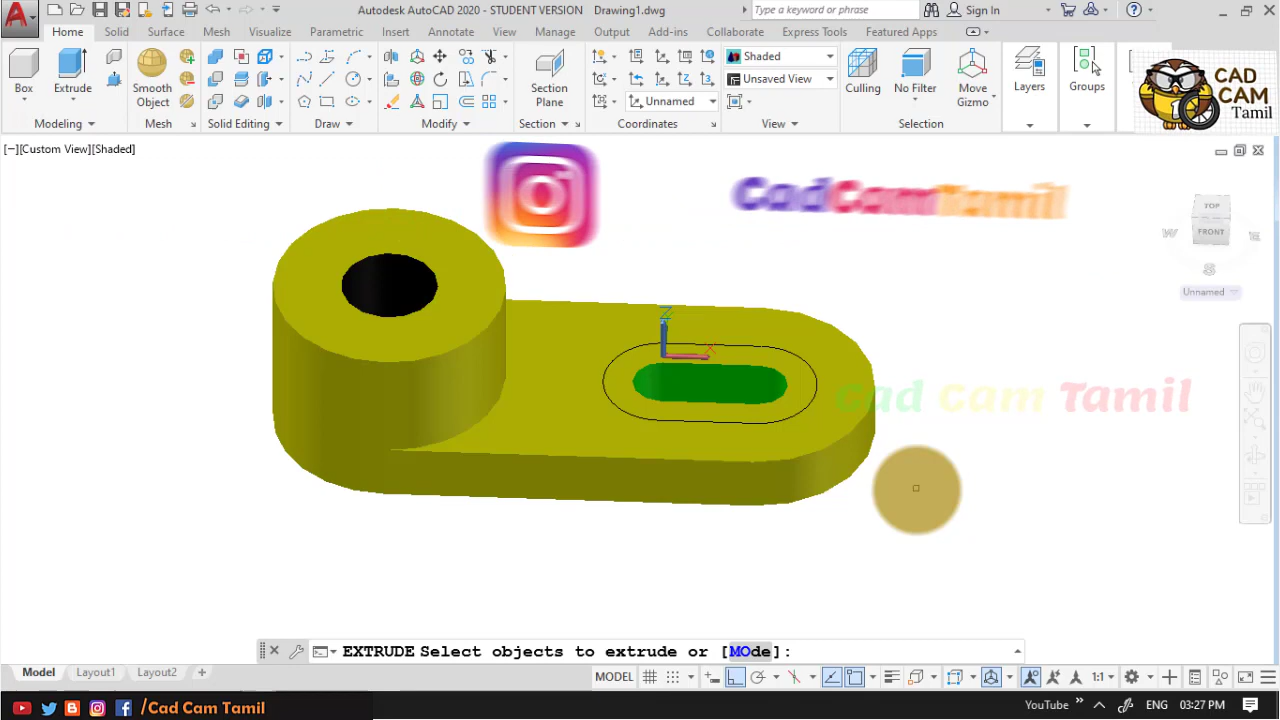 Autodesk AutoCAD 2020 - STUDENT VERSION Drawing1.dwg
Type a keyword or phrase
Sign In
Home Solid Surface Mesh Visualize Parametric Insert Annotate View Manage Output Add-ins Collaborate Express Tools Featured Apps
Box
Extrude
Smooth
Object
Section
Plane
Shaded
Unsaved View
Unnamed
Culling
No Filter
Move
Gizmo
Layers
Groups
CAD
CAM
Tamil
Modeling
Mesh
Solid Editing
Draw
Modify
Section
Coordinates
View
Selection
[−][Custom View][Shaded]
CadCamTamil
TOP
FRONT
W
E
S
Unnamed
Z
X
Cad Cam Tamil
EXTRUDE Select objects to extrude or [MOde]:
Model Layout1 Layout2 +
MODEL
1:1
/Cad Cam Tamil
YouTube
ENG
03:27 PM